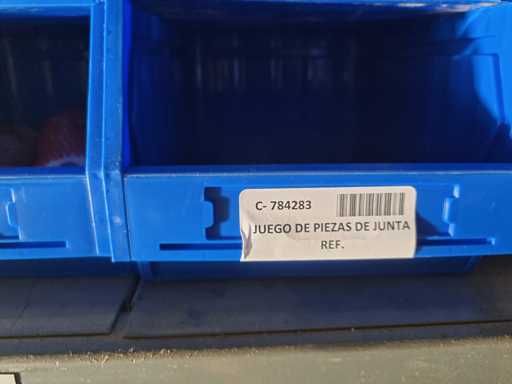 C- 784283
JUEGO DE PIEZAS DE JUNTA
REF.